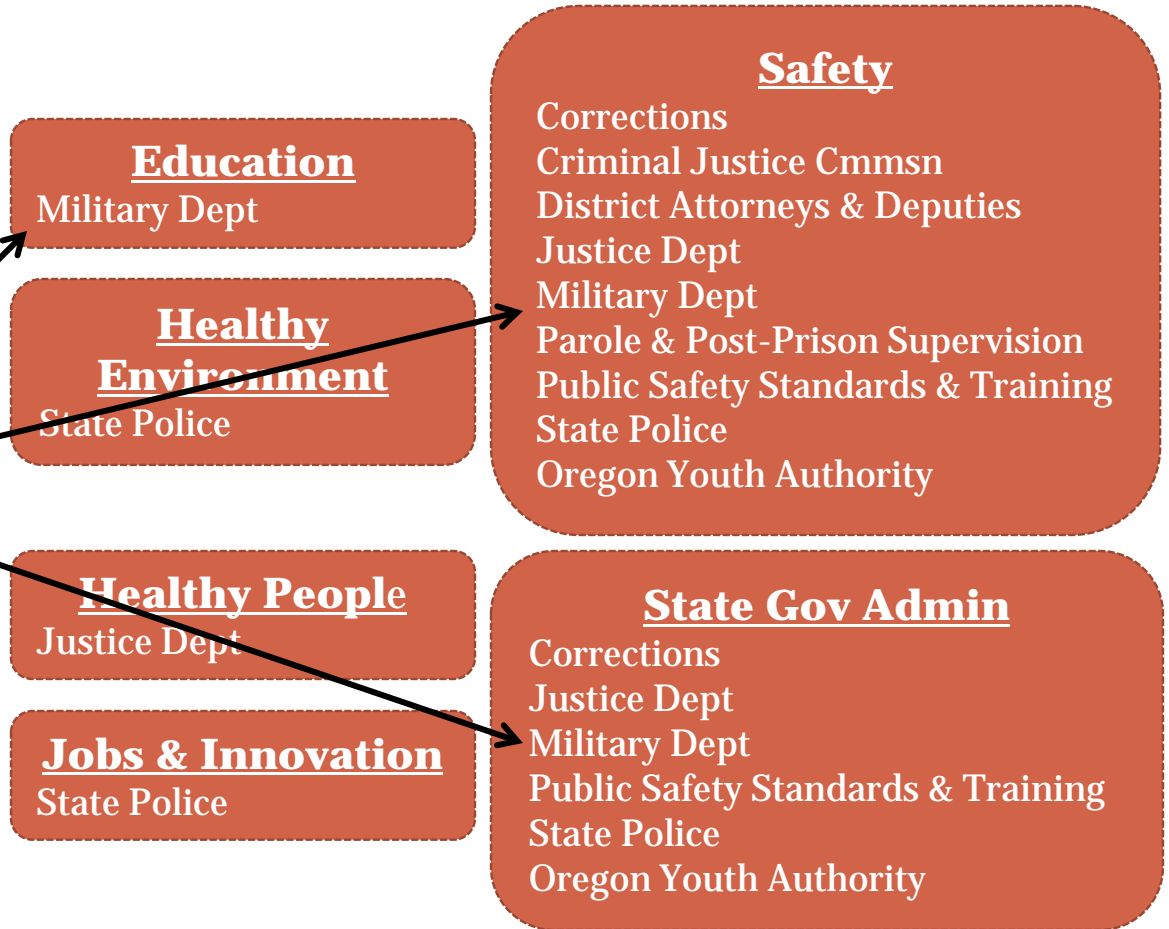 Education
Military Dept
Healthy
Environment
State Police
Healthy People
Justice Dept
Jobs & Innovation
State Police
Safety
Corrections
Criminal Justice Cmmsn
District Attorneys & Deputies
Justice Dept
Military Dept
Parole & Post-Prison Supervision
Public Safety Standards & Training
State Police
Oregon Youth Authority
State Gov Admin
Corrections
Justice Dept
Military Dept
Public Safety Standards & Training
State Police
Oregon Youth Authority